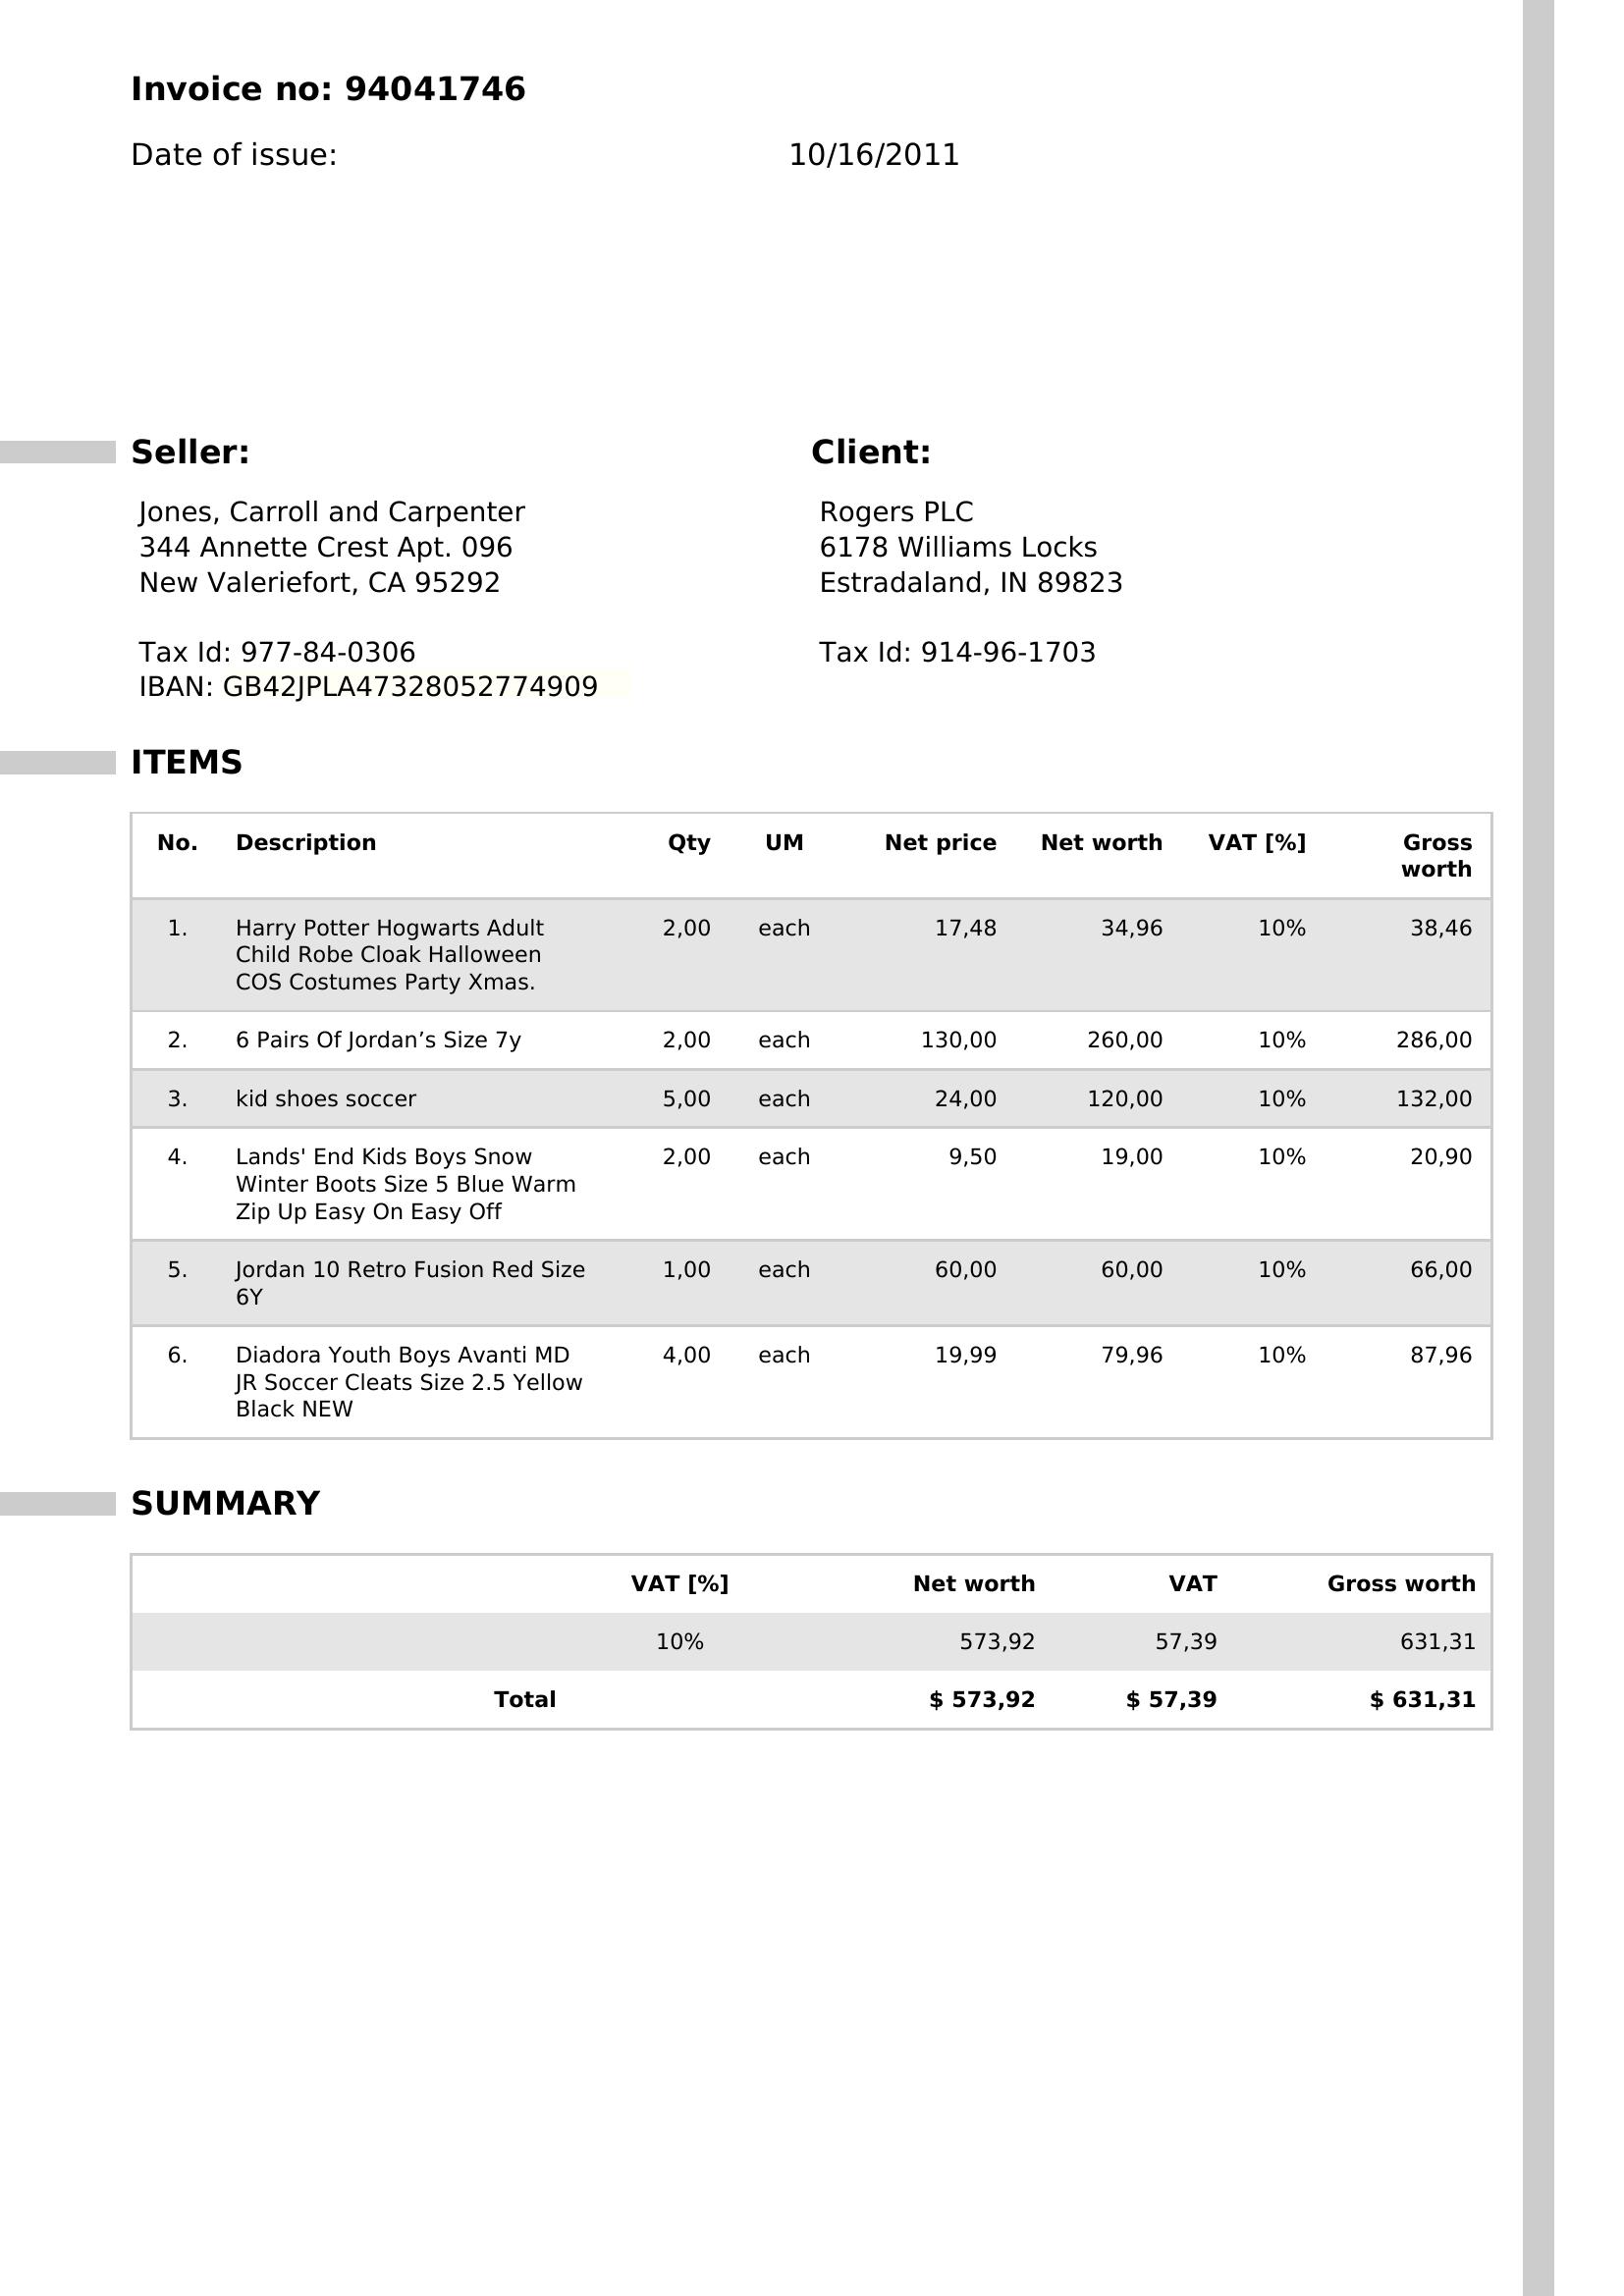 Invoice no: 94041746
Date of issue: 10/16/2011
Seller: Client:
Jones, Carroll and Carpenter Rogers PLC
344 Annette Crest Apt. 096 6178 Williams Locks
New Valeriefort, CA 95292 Estradaland, IN 89823
Tax Id: 977-84-0306 Tax Id: 914-96-1703
IBAN: GB42JPLA47328052774909
ITEMS
No. Description Qty UM Net price Net worth VAT [%] Gross
worth
1. Harry Potter Hogwarts Adult 2,00 each 17,48 34,96 10% 38,46
Child Robe Cloak Halloween
COS Costumes Party Xmas.
2. 6 Pairs Of Jordan’s Size 7y 2,00 each 130,00 260,00 10% 286,00
3. kid shoes soccer 5,00 each 24,00 120,00 10% 132,00
4. Lands' End Kids Boys Snow 2,00 each 9,50 19,00 10% 20,90
Winter Boots Size 5 Blue Warm
Zip Up Easy On Easy Off
5. Jordan 10 Retro Fusion Red Size 1,00 each 60,00 60,00 10% 66,00
6Y
6. Diadora Youth Boys Avanti MD 4,00 each 19,99 79,96 10% 87,96
JR Soccer Cleats Size 2.5 Yellow
Black NEW
SUMMARY
VAT [%] Net worth VAT Gross worth
10% 573,92 57,39 631,31
Total $ 573,92 $ 57,39 $ 631,31